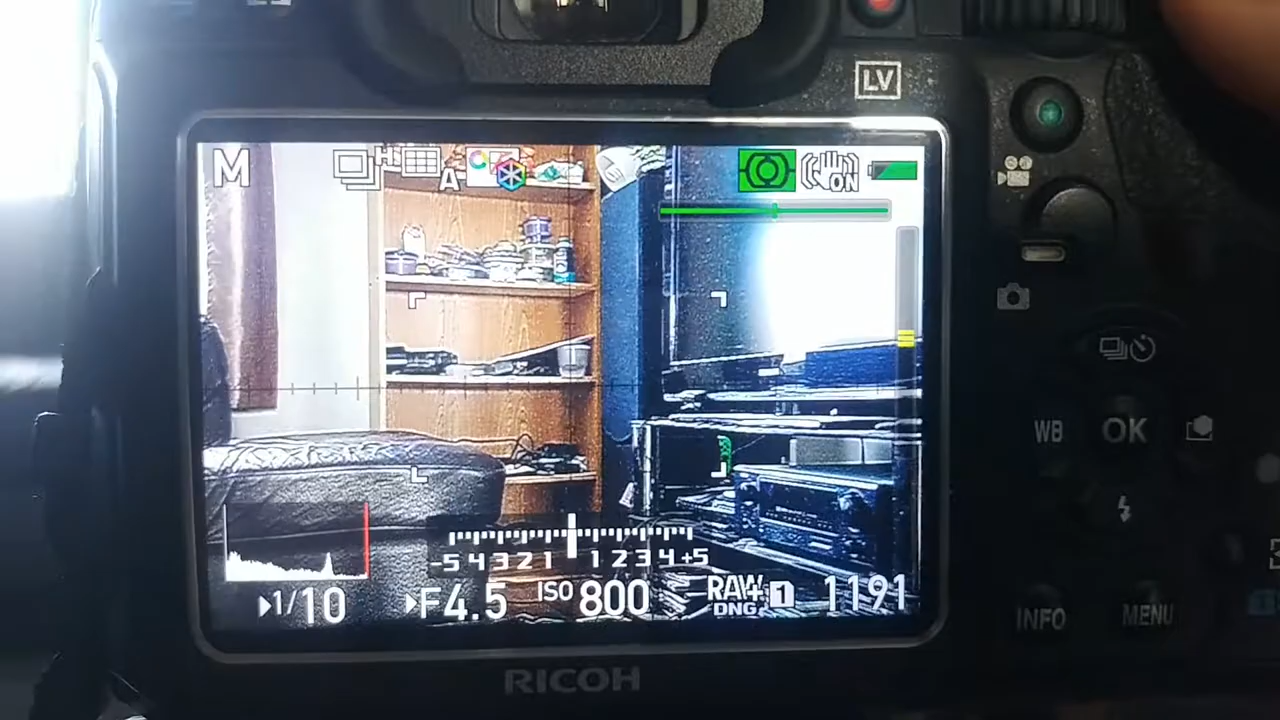 LV
M Hi A ON
-5 4 3 2 1 1 2 3 4 +5
1/10 F4.5 ISO 800 RAW+ DNG 1 1191
WB OK
INFO MENU
RICOH